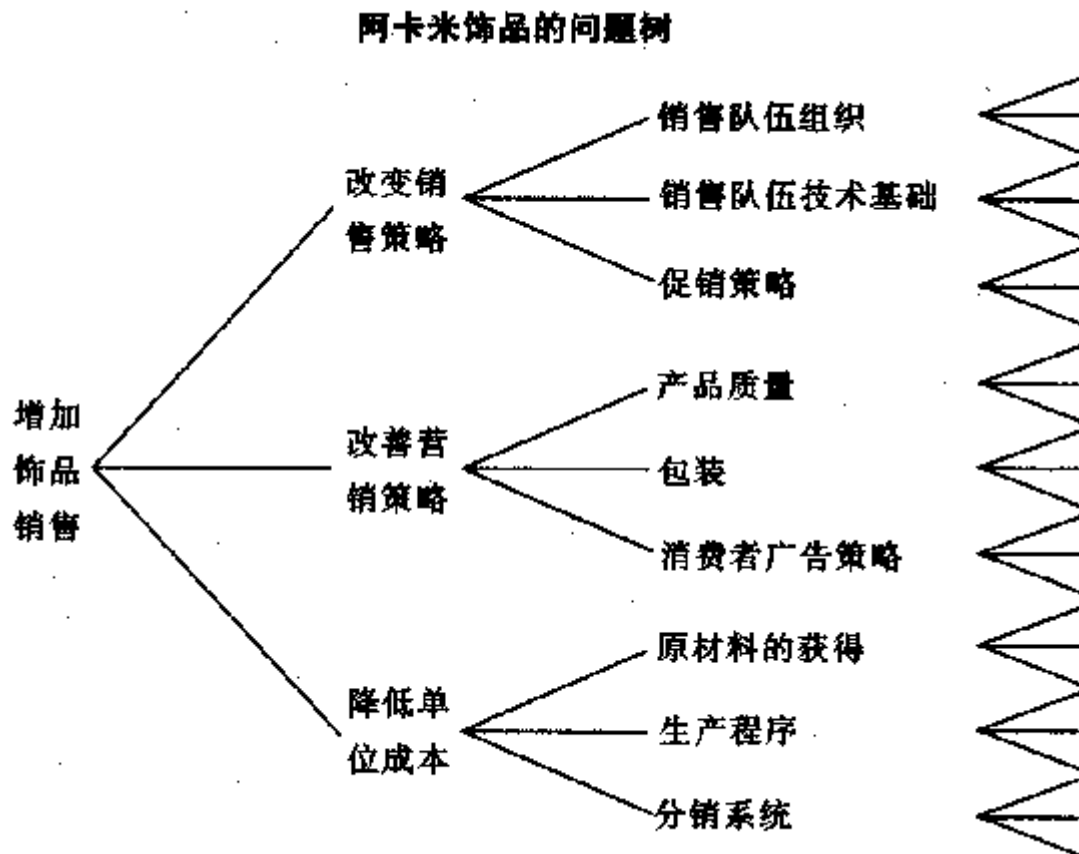 阿卡米饰品的问题树
销售队伍组织
改变销
售策略
销售队伍技术基础
促销策略
产品质量
增加
饰品
销售
改善营
销策略
包装
消费者广告策略
原材料的获得
降低单
位成本
生产程序
分销系统